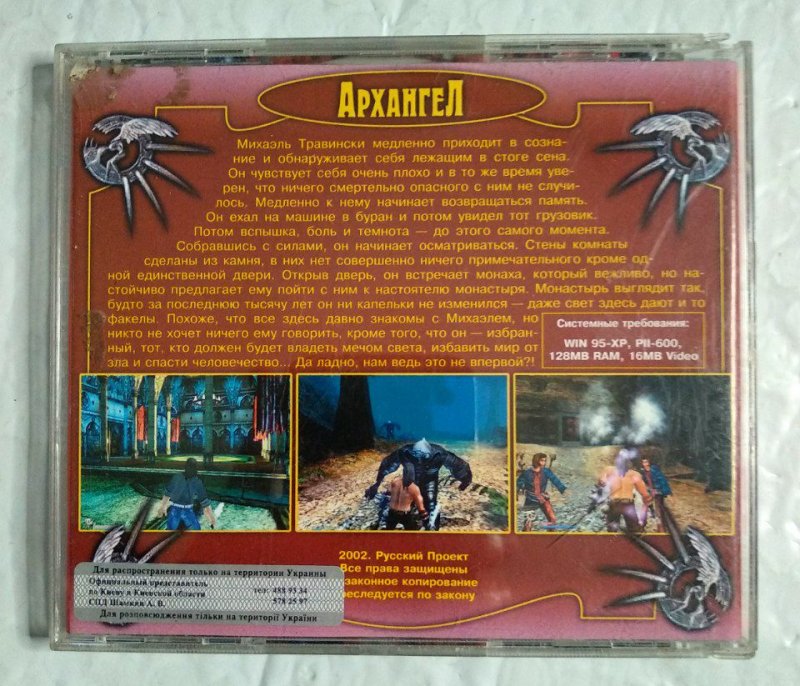 АРХАНГЕЛ
Михаэль Травински медленно приходит в созна-
ние и обнаруживает себя лежащим в стоге сена.
Он чувствует себя очень плохо и в то же время уве-
рен, что ничего смертельно опасного с ним не случи-
лось. Медленно к нему начинает возвращаться память.
Он ехал на машине в буран и потом увидел тот грузовик.
Потом вспышка, боль и темнота — до этого самого момента.
Собравшись с силами, он начинает осматриваться. Стены комнаты
сделаны из камня, в них нет совершенно ничего примечательного кроме од-
ной единственной двери. Открыв дверь, он встречает монаха, который вежливо, но на-
стойчиво предлагает ему пойти с ним к настоятелю монастыря. Монастырь выглядит так,
будто за последнюю тысячу лет он ни капельки не изменился — даже свет здесь дают и то
факелы. Похоже, что все здесь давно знакомы с Михаэлем, но
никто не хочет ничего ему говорить, кроме того, что он — избран-
ный, тот, кто должен будет владеть мечом света, избавить мир от
зла и спасти человечество... Да ладно, нам ведь это не впервой?!
Системные требования:
WIN 95-XP, PII-600,
128MB RAM, 16MB Video
2002. Русский Проект
Все права защищены
законное копирование
реследуется по закону
Для распространения только на территории Украины
Официальный представитель
по Киеву и Киевской области тел: 488 95 34
СПД Шамкин А. В. 578 25 97
Для розповсюдження тільки на території України